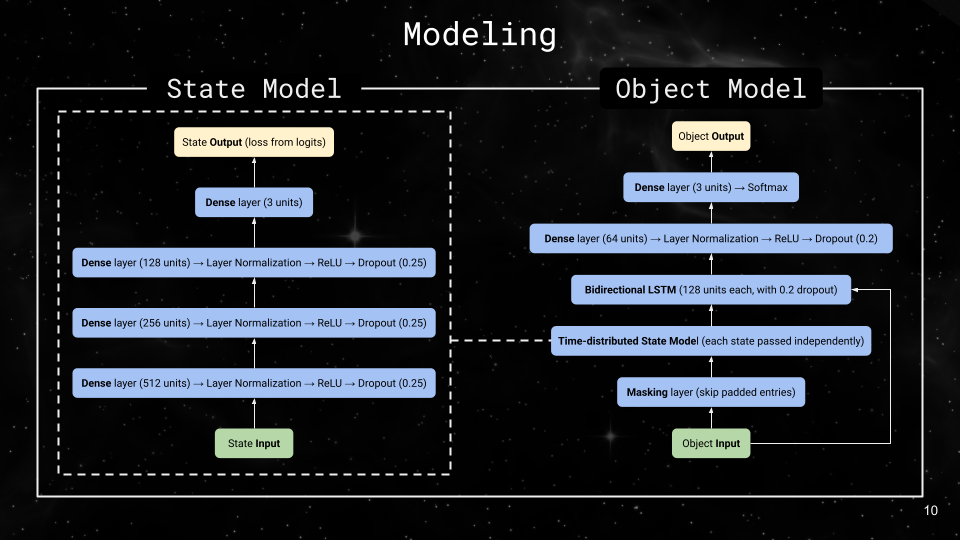 Modeling
State Model
State Output (loss from logits)
Dense layer (3 units)
Dense layer (128 units) → Layer Normalization → ReLU → Dropout (0.25)
Dense layer (256 units) → Layer Normalization → ReLU → Dropout (0.25)
Dense layer (512 units) → Layer Normalization → ReLU → Dropout (0.25)
State Input
Object Model
Object Output
Dense layer (3 units) → Softmax
Dense layer (64 units) → Layer Normalization → ReLU → Dropout (0.2)
Bidirectional LSTM (128 units each, with 0.2 dropout)
Time-distributed State Model (each state passed independently)
Masking layer (skip padded entries)
Object Input
10